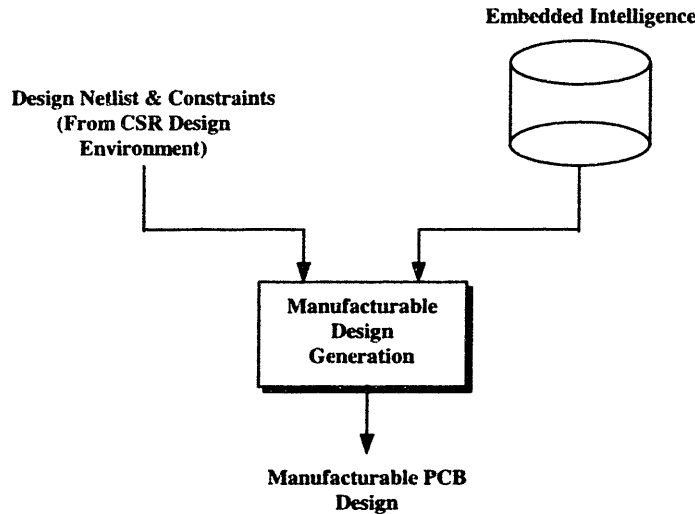 Embedded Intelligence
Design Netlist & Constraints
(From CSR Design
Environment)
Manufacturable
Design
Generation
Manufacturable PCB
Design